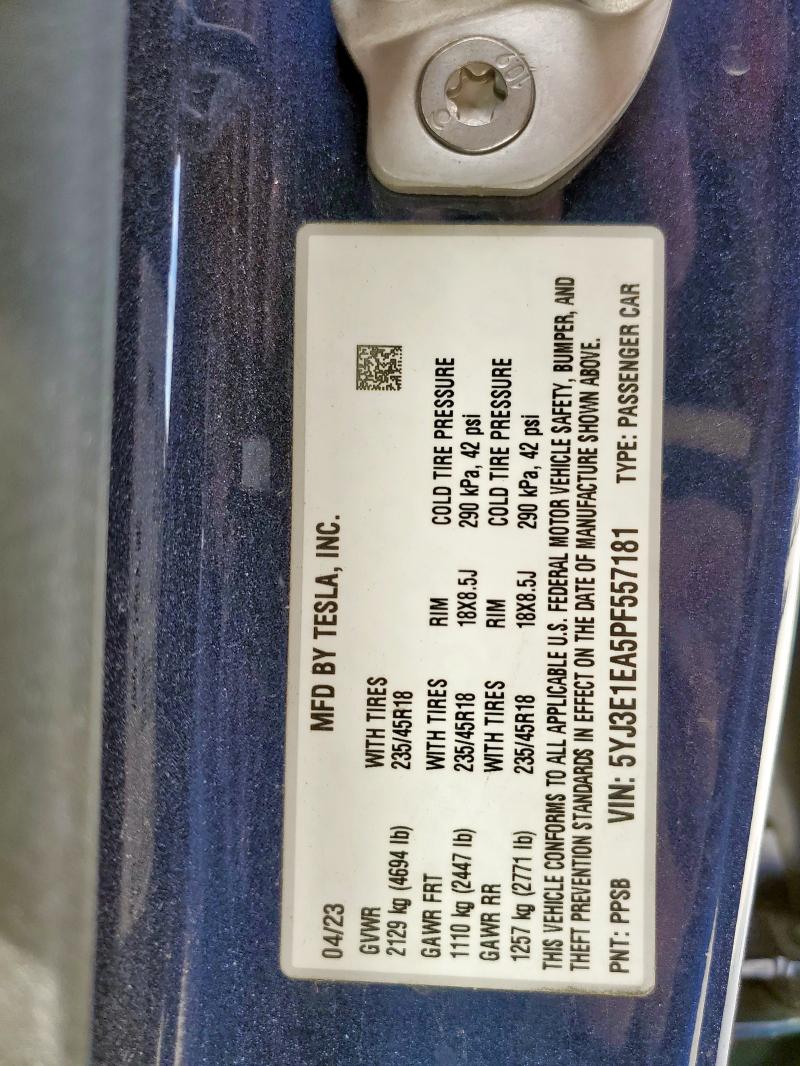 109
04/23 MFD BY TESLA, INC.
GVWR WITH TIRES
2129 kg (4694 lb) 235/45R18
GAWR FRT WITH TIRES RIM COLD TIRE PRESSURE
1110 kg (2447 lb) 235/45R18 18X8.5J 290 kPa, 42 psi
GAWR RR WITH TIRES RIM COLD TIRE PRESSURE
1257 kg (2771 lb) 235/45R18 18X8.5J 290 kPa, 42 psi
THIS VEHICLE CONFORMS TO ALL APPLICABLE U.S. FEDERAL MOTOR VEHICLE SAFETY, BUMPER, AND
THEFT PREVENTION STANDARDS IN EFFECT ON THE DATE OF MANUFACTURE SHOWN ABOVE.
PNT: PPSB VIN: 5YJ3E1EA5PF557181 TYPE: PASSENGER CAR